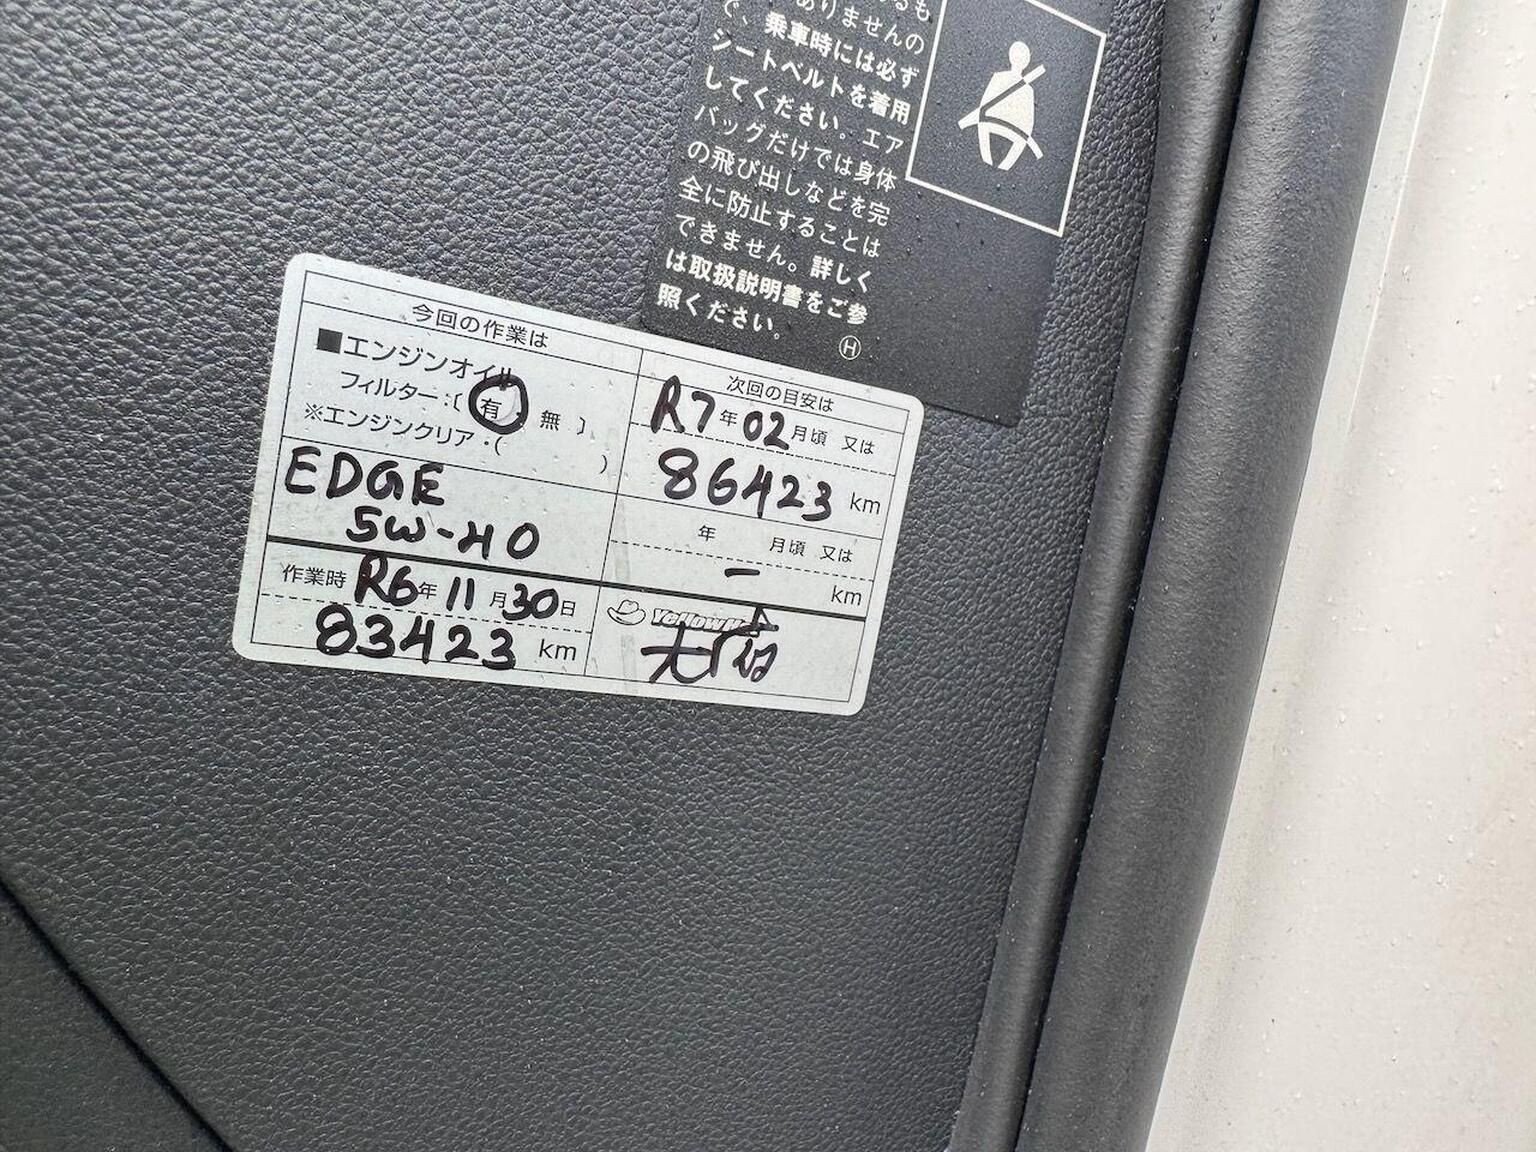 ありませんの
で、乗車時には必ず
シートベルトを着用
してください。エア
バッグだけでは身体
の飛び出しなどを完
全に防止することは
できません。詳しく
は取扱説明書をご参
照ください。
Ⓗ
今回の作業は
■エンジンオイル
フィルター:〔 有 ・ 無 〕
※エンジンクリア・( )
EDGE
5W-40
作業時 R6年 11月 30日
83423 km
次回の目安は
R7年 02月頃 又は
86423 km
年 月頃 又は
- km
YellowHat